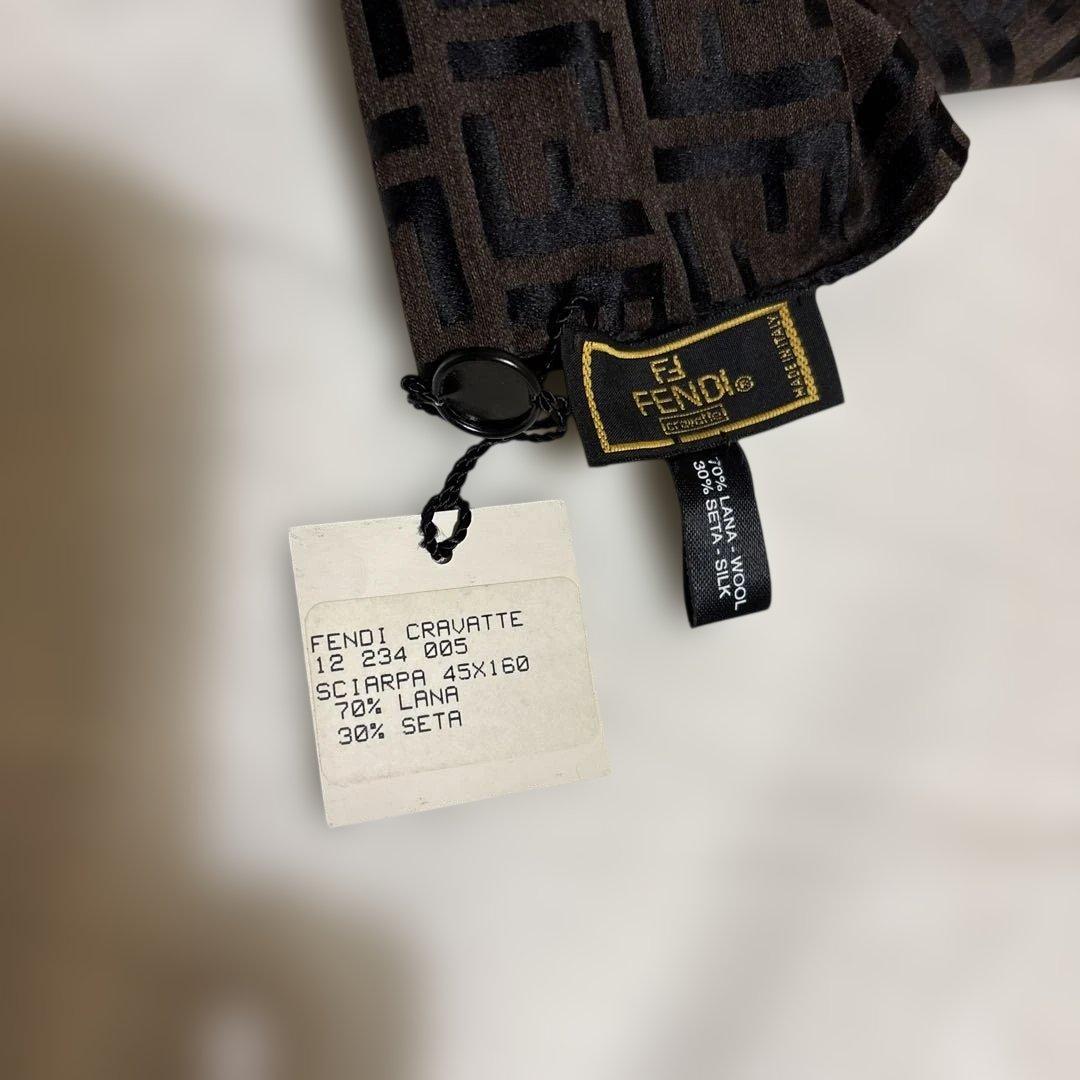 FF
FENDI®
cravatte
MADE IN ITALY
70% LANA - WOOL
30% SETA - SILK
FENDI CRAVATTE
12 234 005
SCIARPA 45X160
70% LANA
30% SETA